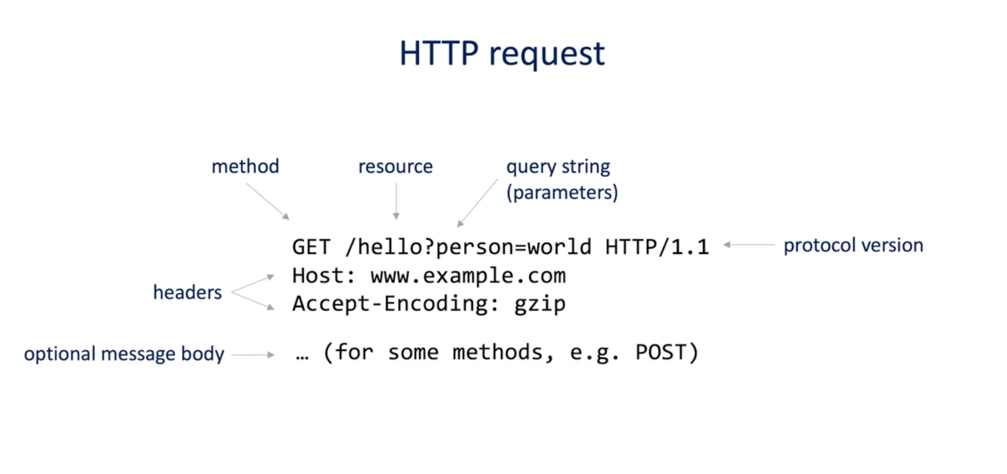 HTTP request
method
resource
query string
(parameters)
GET /hello?person=world HTTP/1.1
protocol version
Host: www.example.com
headers
Accept-Encoding: gzip
optional message body
… (for some methods, e.g. POST)